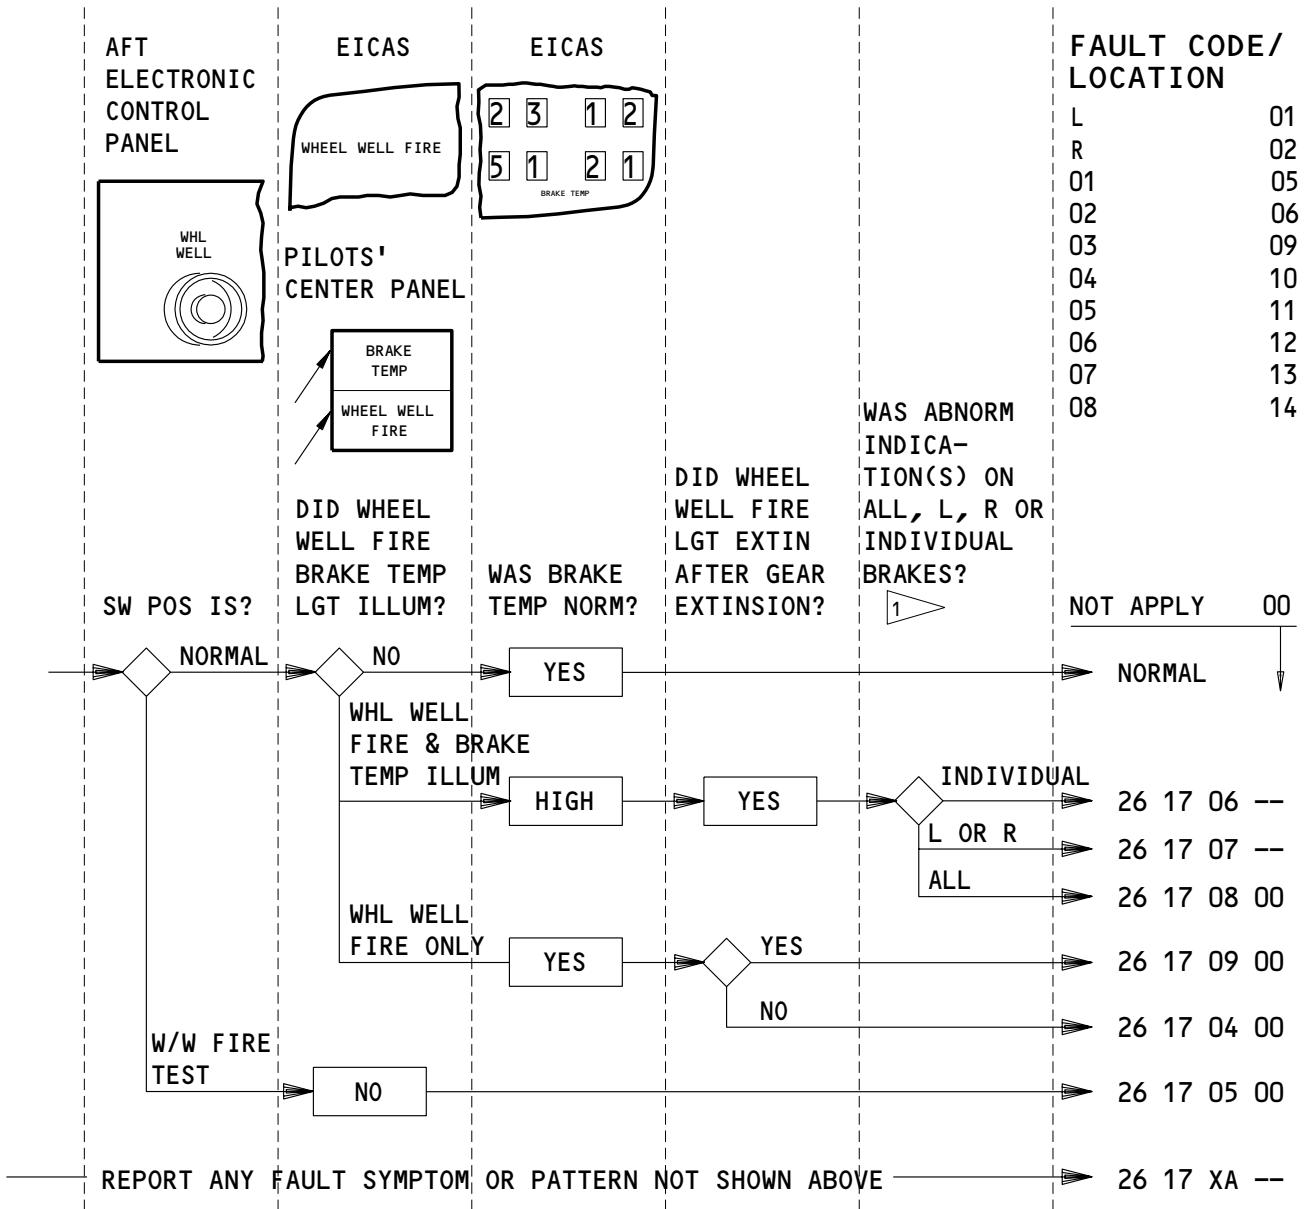 AFT
ELECTRONIC
CONTROL
PANEL
WHL
WELL
SW POS IS?
EICAS
WHEEL WELL FIRE
PILOTS'
CENTER PANEL
BRAKE
TEMP
WHEEL WELL
FIRE
DID WHEEL
WELL FIRE
BRAKE TEMP
LGT ILLUM?
EICAS
2 3 1 2
5 1 2 1
BRAKE TEMP
WAS BRAKE
TEMP NORM?
DID WHEEL
WELL FIRE
LGT EXTIN
AFTER GEAR
EXTINSION?
WAS ABNORM
INDICA-
TION(S) ON
ALL, L, R OR
INDIVIDUAL
BRAKES?
1
FAULT CODE/
LOCATION
L 01
R 02
01 05
02 06
03 09
04 10
05 11
06 12
07 13
08 14
NOT APPLY 00
NORMAL NO YES NORMAL
WHL WELL
FIRE & BRAKE
TEMP ILLUM
HIGH YES INDIVIDUAL 26 17 06 --
L OR R 26 17 07 --
ALL 26 17 08 00
WHL WELL
FIRE ONLY
YES YES 26 17 09 00
NO 26 17 04 00
W/W FIRE
TEST
NO 26 17 05 00
REPORT ANY FAULT SYMPTOM OR PATTERN NOT SHOWN ABOVE 26 17 XA --